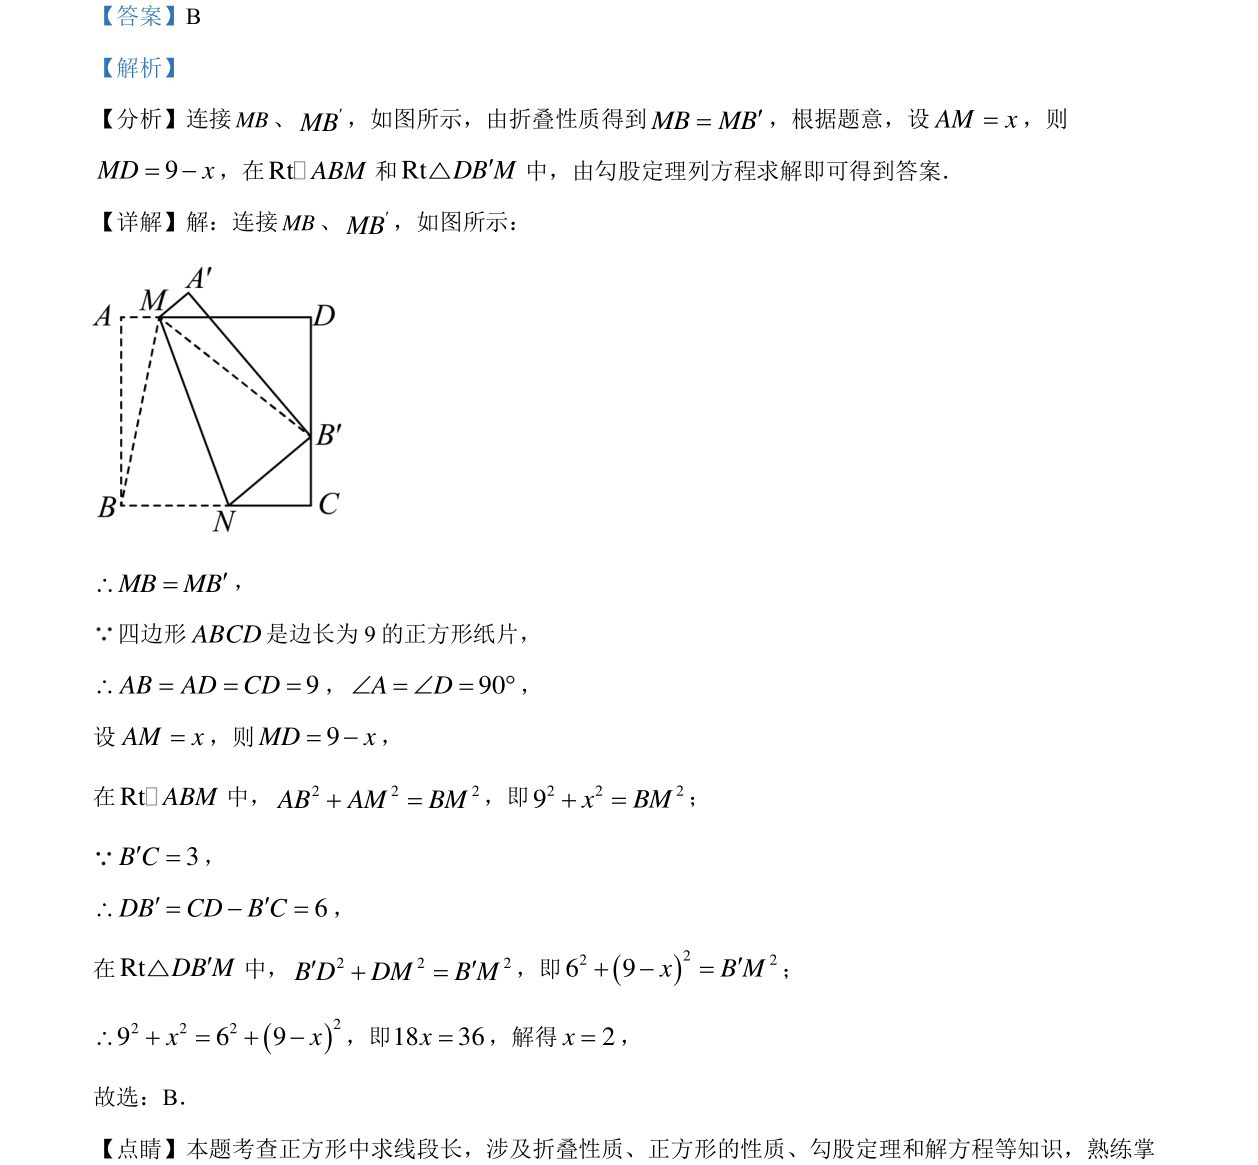 【答案】B
【解析】
【分析】连接 MB 、 MB′ ，如图所示，由折叠性质得到 MB = MB′ ，根据题意，设 AM = x ，则
MD = 9 − x ，在 Rt□ ABM 和 Rt△DB′M 中，由勾股定理列方程求解即可得到答案．
【详解】解：连接 MB 、 MB′ ，如图所示：
A′
M
A
D
B′
B
N
C
∴ MB = MB′ ，
∵ 四边形 ABCD 是边长为 9 的正方形纸片，
∴ AB = AD = CD = 9 ， ∠A = ∠D = 90° ，
设 AM = x ，则 MD = 9 − x ，
在 Rt□ ABM 中， AB² + AM² = BM² ，即 9² + x² = BM² ；
∵ B′C = 3 ，
∴ DB′ = CD − B′C = 6 ，
在 Rt△DB′M 中， B′D² + DM² = B′M² ，即 6² + (9 − x)² = B′M² ；
∴ 9² + x² = 6² + (9 − x)² ，即 18x = 36 ，解得 x = 2 ，
故选：B．
【点睛】本题考查正方形中求线段长，涉及折叠性质、正方形的性质、勾股定理和解方程等知识，熟练掌